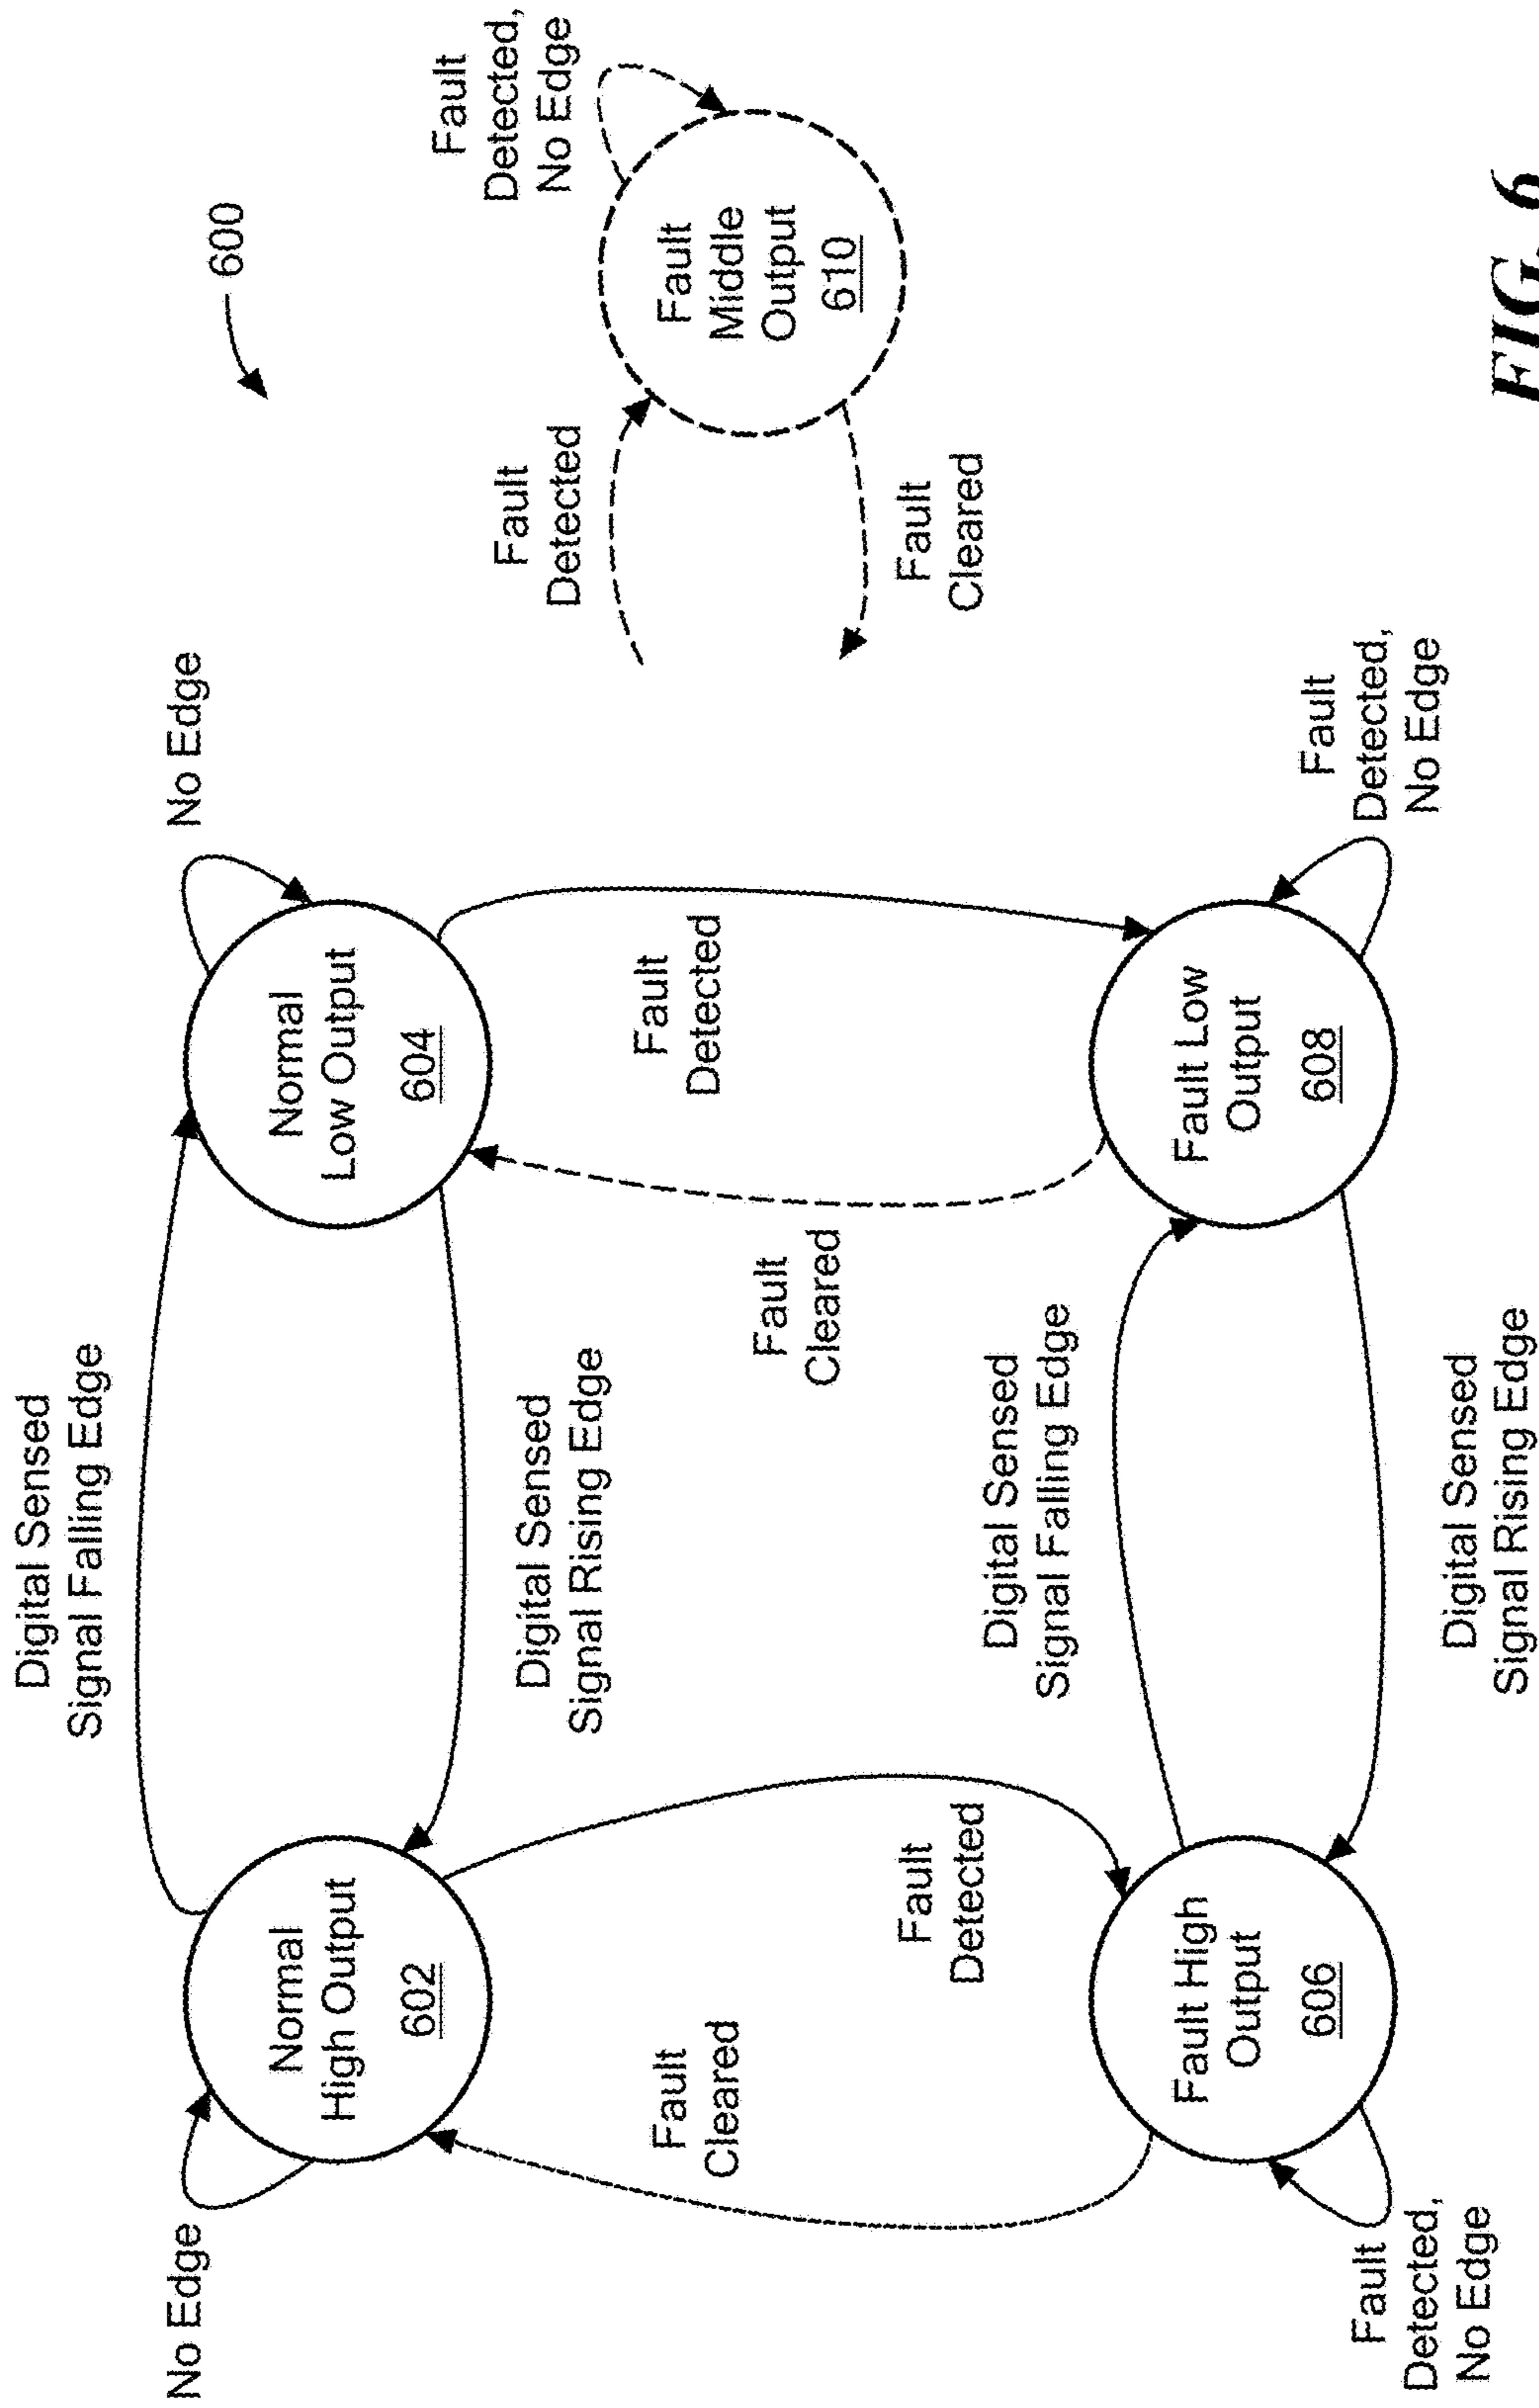 600
Digital Sensed
Signal Falling Edge
No Edge
No Edge
Normal
High Output
602
Normal
Low Output
604
Digital Sensed
Signal Rising Edge
Fault
Detected,
No Edge
Fault
Detected
Fault
Middle
Output
610
Fault
Cleared
Fault
Cleared
Fault
Detected
Fault
Cleared
Fault
Detected
Digital Sensed
Signal Falling Edge
Fault High
Output
606
Fault Low
Output
608
Fault
Detected,
No Edge
Fault
Detected,
No Edge
Digital Sensed
Signal Rising Edge
FIG. 6